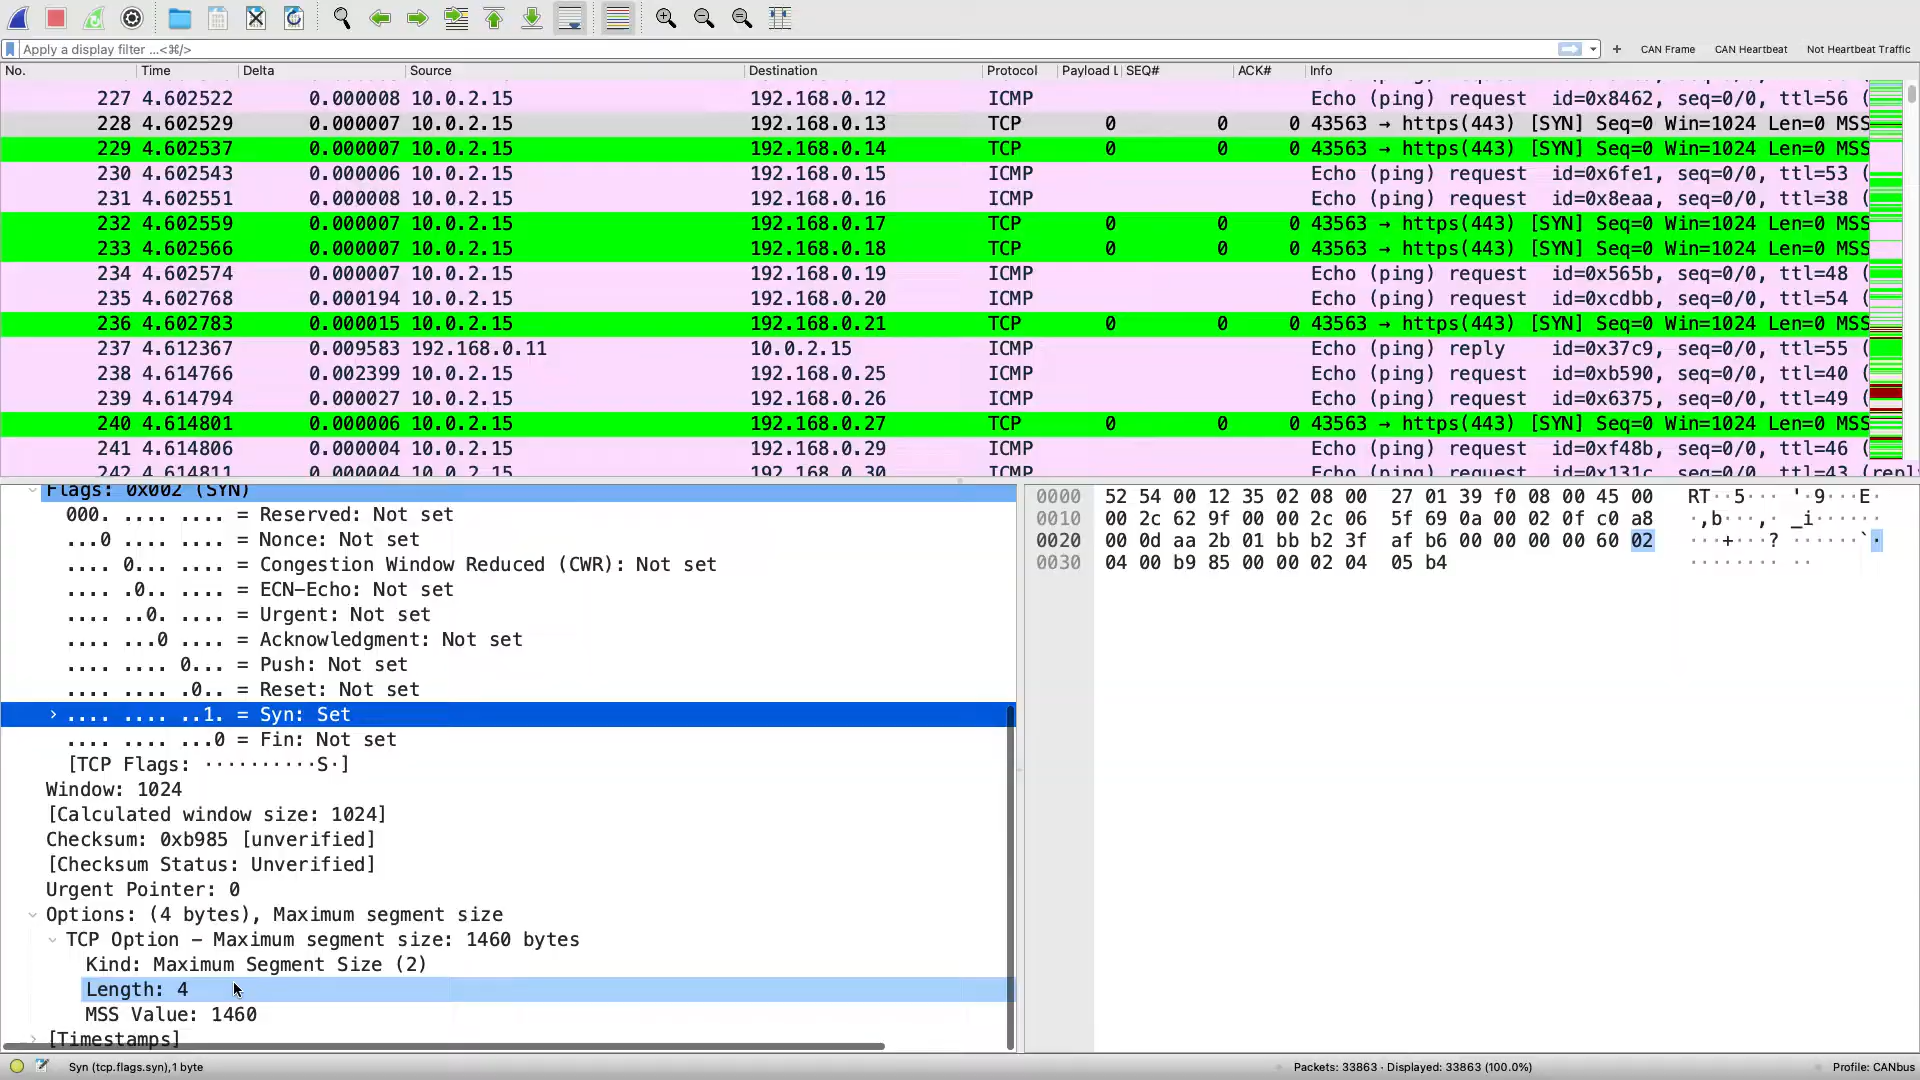 Apply a display filter ...<⌘/>
+ CAN Frame CAN Heartbeat Not Heartbeat Traffic
No. Time Delta Source Destination Protocol Payload L SEQ# ACK# Info
227 4.602522 0.000008 10.0.2.15 192.168.0.12 ICMP Echo (ping) request id=0x8462, seq=0/0, ttl=56 (
228 4.602529 0.000007 10.0.2.15 192.168.0.13 TCP 0 0 0 43563 → https(443) [SYN] Seq=0 Win=1024 Len=0 MSS
229 4.602537 0.000007 10.0.2.15 192.168.0.14 TCP 0 0 0 43563 → https(443) [SYN] Seq=0 Win=1024 Len=0 MSS
230 4.602543 0.000006 10.0.2.15 192.168.0.15 ICMP Echo (ping) request id=0x6fe1, seq=0/0, ttl=53 (
231 4.602551 0.000008 10.0.2.15 192.168.0.16 ICMP Echo (ping) request id=0x8eaa, seq=0/0, ttl=38 (
232 4.602559 0.000007 10.0.2.15 192.168.0.17 TCP 0 0 0 43563 → https(443) [SYN] Seq=0 Win=1024 Len=0 MSS
233 4.602566 0.000007 10.0.2.15 192.168.0.18 TCP 0 0 0 43563 → https(443) [SYN] Seq=0 Win=1024 Len=0 MSS
234 4.602574 0.000007 10.0.2.15 192.168.0.19 ICMP Echo (ping) request id=0x565b, seq=0/0, ttl=48 (
235 4.602768 0.000194 10.0.2.15 192.168.0.20 ICMP Echo (ping) request id=0xcdbb, seq=0/0, ttl=54 (
236 4.602783 0.000015 10.0.2.15 192.168.0.21 TCP 0 0 0 43563 → https(443) [SYN] Seq=0 Win=1024 Len=0 MSS
237 4.612367 0.009583 192.168.0.11 10.0.2.15 ICMP Echo (ping) reply id=0x37c9, seq=0/0, ttl=55 (
238 4.614766 0.002399 10.0.2.15 192.168.0.25 ICMP Echo (ping) request id=0xb590, seq=0/0, ttl=40 (
239 4.614794 0.000027 10.0.2.15 192.168.0.26 ICMP Echo (ping) request id=0x6375, seq=0/0, ttl=49 (
240 4.614801 0.000006 10.0.2.15 192.168.0.27 TCP 0 0 0 43563 → https(443) [SYN] Seq=0 Win=1024 Len=0 MSS
241 4.614806 0.000004 10.0.2.15 192.168.0.29 ICMP Echo (ping) request id=0xf48b, seq=0/0, ttl=46 (
242 4.614811 0.000004 10.0.2.15 192.168.0.30 ICMP Echo (ping) request id=0x131c, seq=0/0, ttl=43 (repl
Flags: 0x002 (SYN)
000. .... .... = Reserved: Not set
...0 .... .... = Nonce: Not set
.... 0... .... = Congestion Window Reduced (CWR): Not set
.... .0.. .... = ECN-Echo: Not set
.... ..0. .... = Urgent: Not set
.... ...0 .... = Acknowledgment: Not set
.... .... 0... = Push: Not set
.... .... .0.. = Reset: Not set
.... .... ..1. = Syn: Set
.... .... ...0 = Fin: Not set
[TCP Flags: ··········S·]
Window: 1024
[Calculated window size: 1024]
Checksum: 0xb985 [unverified]
[Checksum Status: Unverified]
Urgent Pointer: 0
Options: (4 bytes), Maximum segment size
TCP Option - Maximum segment size: 1460 bytes
Kind: Maximum Segment Size (2)
Length: 4
MSS Value: 1460
[Timestamps]
0000 52 54 00 12 35 02 08 00 27 01 39 f0 08 00 45 00 RT··5··· '·9···E·
0010 00 2c 62 9f 00 00 2c 06 5f 69 0a 00 02 0f c0 a8 ·,b···,· _i······
0020 00 0d aa 2b 01 bb b2 3f af b6 00 00 00 00 60 02 ···+···? ······`·
0030 04 00 b9 85 00 00 02 04 05 b4 ········ ··
Syn (tcp.flags.syn), 1 byte
Packets: 33863 · Displayed: 33863 (100.0%)
Profile: CANbus